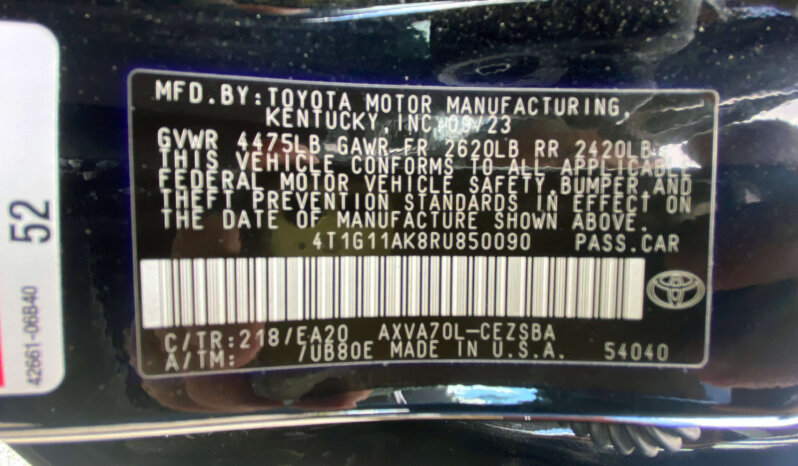 MFD.BY:TOYOTA MOTOR MANUFACTURING,
KENTUCKY,INC 09/23
GVWR 4475LB GAWR FR 2620LB RR 2420LB
THIS VEHICLE CONFORMS TO ALL APPLICABLE
FEDERAL MOTOR VEHICLE SAFETY,BUMPER,AND
THEFT PREVENTION STANDARDS IN EFFECT ON
THE DATE OF MANUFACTURE SHOWN ABOVE.
4T1G11AK8RU850090 PASS.CAR
C/TR:218/EA20 AXVA70L-CEZSBA
A/TM: /UB80E MADE IN U.S.A. 54040
52
42661-06B40